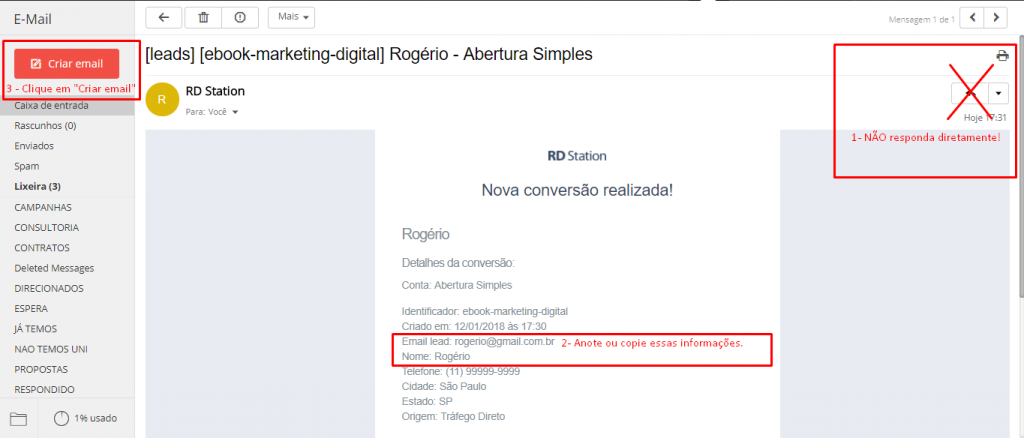 E-Mail
Mais
Mensagem 1 de 1
Criar email
3 - Clique em "Criar email"
Caixa de entrada
Rascunhos (0)
Enviados
Spam
Lixeira (3)
CAMPANHAS
CONSULTORIA
CONTRATOS
Deleted Messages
DIRECIONADOS
ESPERA
JÁ TEMOS
NAO TEMOS UNI
PROPOSTAS
RESPONDIDO
1% usado
[leads] [ebook-marketing-digital] Rogério - Abertura Simples
R
RD Station
Para: Você
Hoje 17:31
1- NÃO responda diretamente!
RD Station
Nova conversão realizada!
Rogério
Detalhes da conversão:
Conta: Abertura Simples
Identificador: ebook-marketing-digital
Criado em: 12/01/2018 às 17:30
Email lead: rogerio@gmail.com.br
2- Anote ou copie essas informações.
Nome: Rogério
Telefone: (11) 99999-9999
Cidade: São Paulo
Estado: SP
Origem: Tráfego Direto